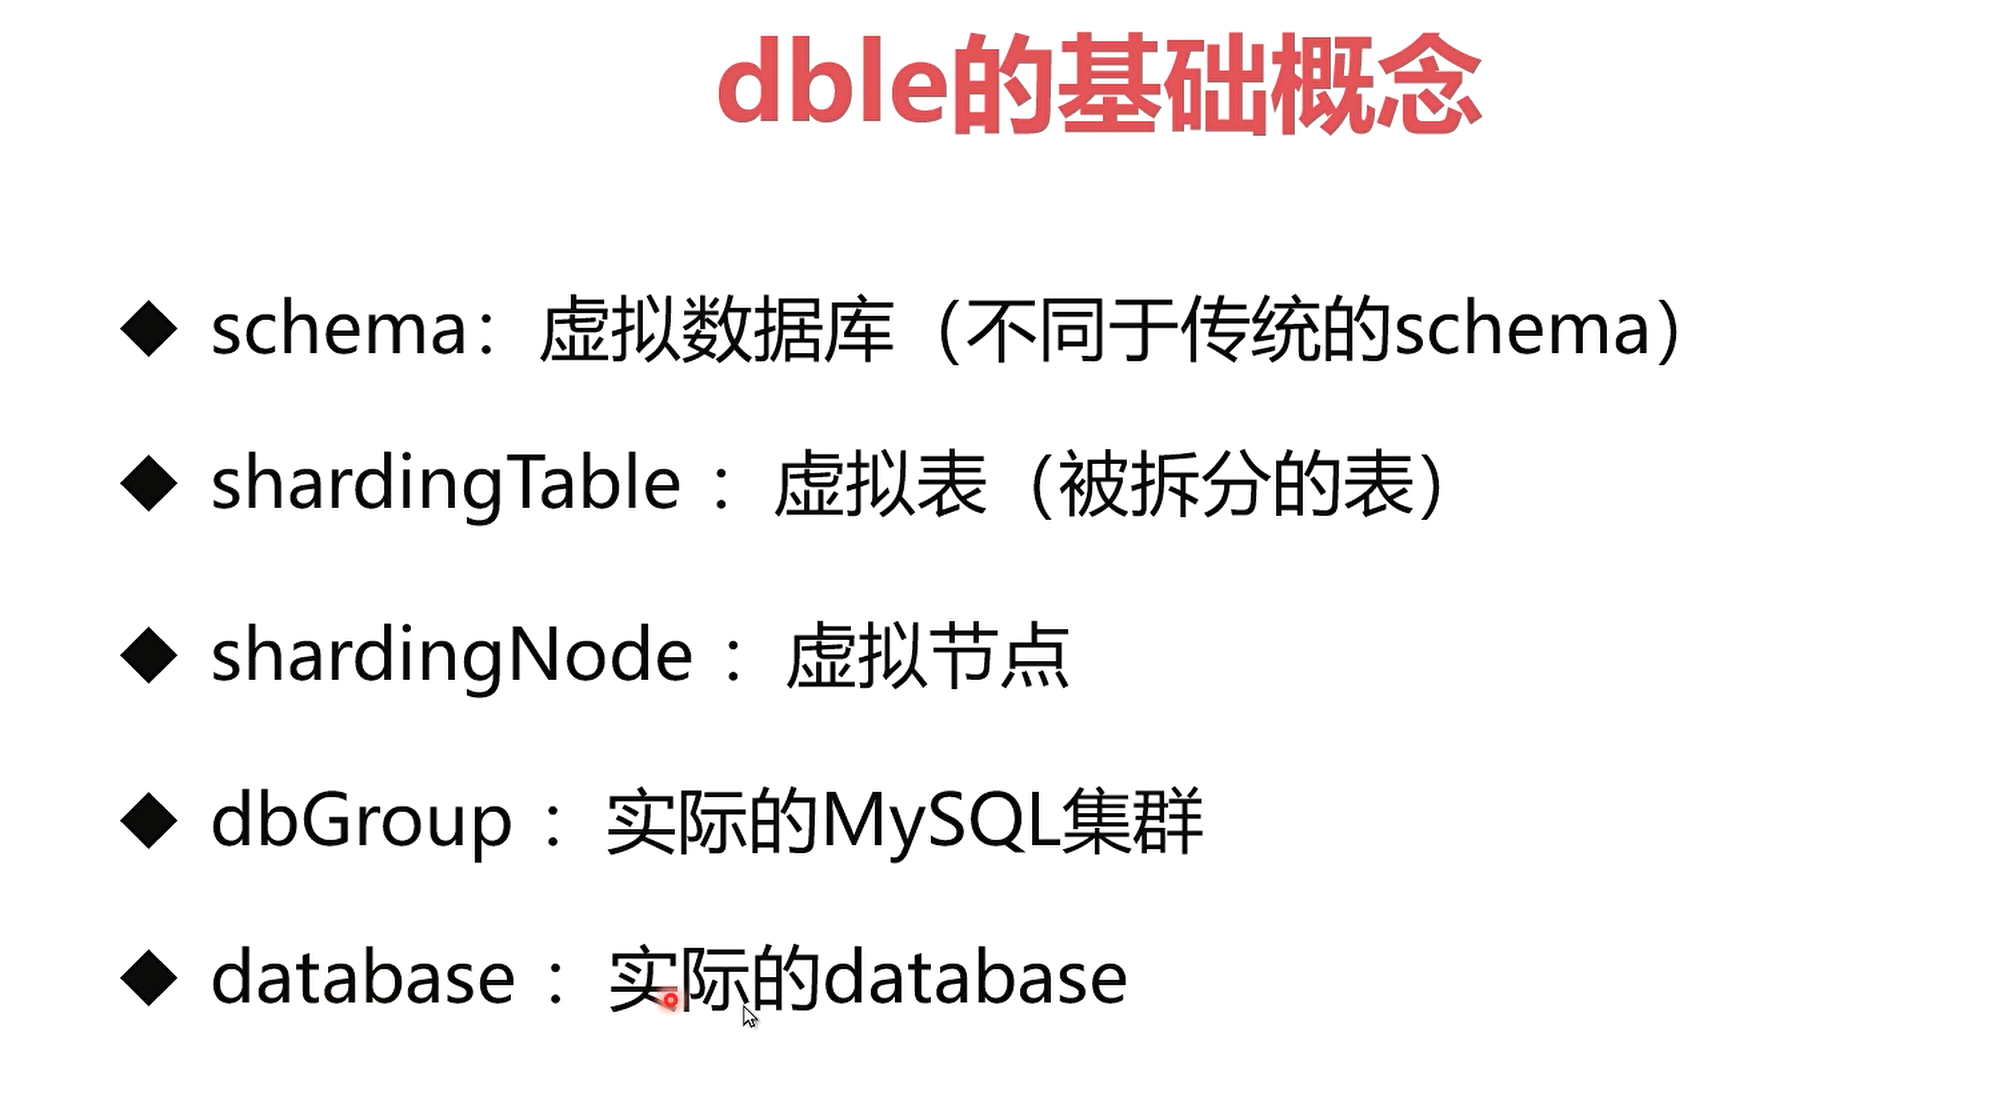 dble的基础概念
◆ schema：虚拟数据库（不同于传统的schema）
◆ shardingTable ：虚拟表（被拆分的表）
◆ shardingNode ：虚拟节点
◆ dbGroup ：实际的MySQL集群
◆ database ：实际的database